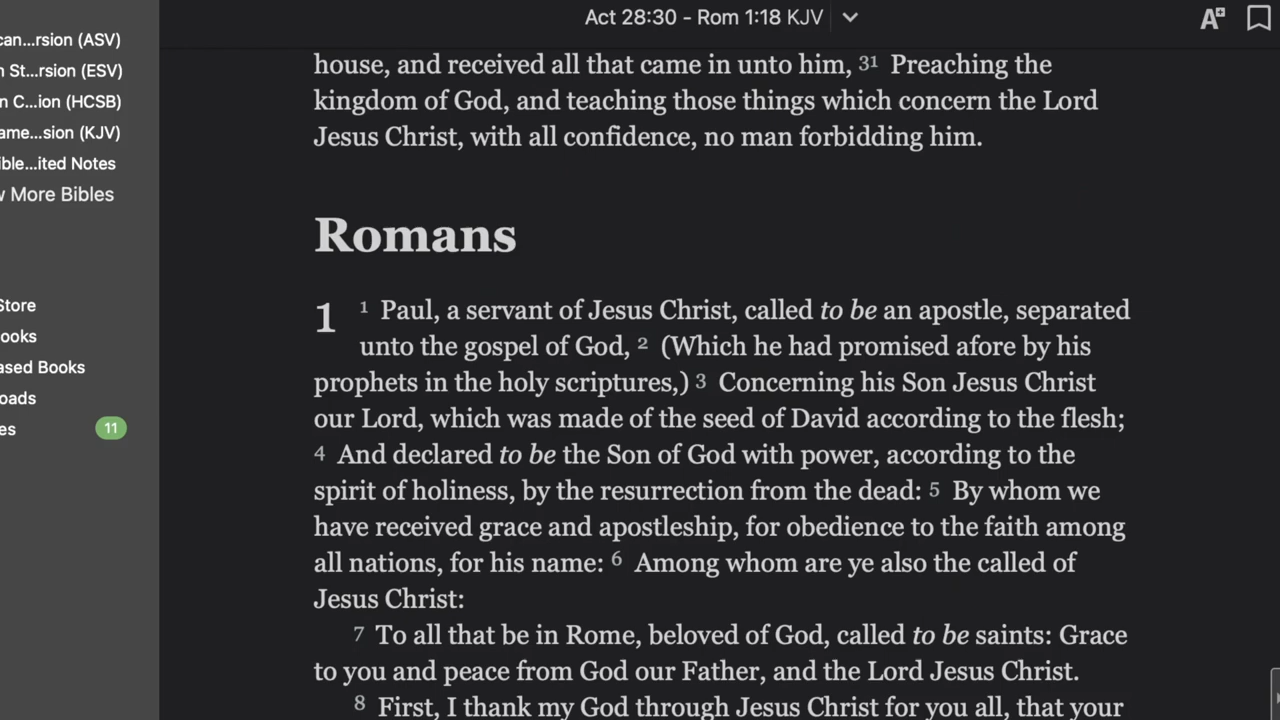 Act 28:30 - Rom 1:18 KJV
A+
can...rsion (ASV)
n St...rsion (ESV)
n C...ion (HCSB)
ame...sion (KJV)
ible...ited Notes
w More Bibles
Store
ooks
ased Books
oads
es
11
house, and received all that came in unto him, 31 Preaching the
kingdom of God, and teaching those things which concern the Lord
Jesus Christ, with all confidence, no man forbidding him.
Romans
1 1 Paul, a servant of Jesus Christ, called to be an apostle, separated
unto the gospel of God, 2 (Which he had promised afore by his
prophets in the holy scriptures,) 3 Concerning his Son Jesus Christ
our Lord, which was made of the seed of David according to the flesh;
4 And declared to be the Son of God with power, according to the
spirit of holiness, by the resurrection from the dead: 5 By whom we
have received grace and apostleship, for obedience to the faith among
all nations, for his name: 6 Among whom are ye also the called of
Jesus Christ:
7 To all that be in Rome, beloved of God, called to be saints: Grace
to you and peace from God our Father, and the Lord Jesus Christ.
8 First, I thank my God through Jesus Christ for you all, that your